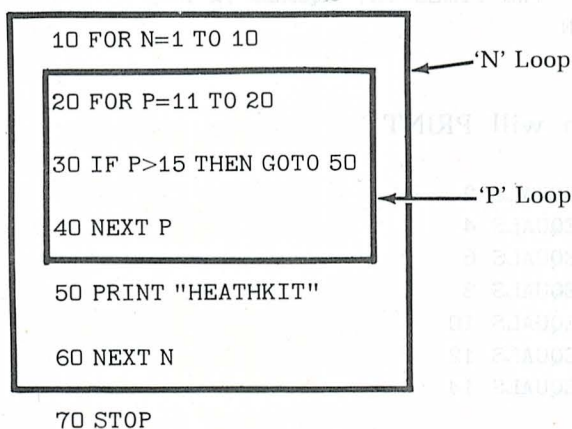 10 FOR N=1 TO 10
'N' Loop
20 FOR P=11 TO 20
30 IF P>15 THEN GOTO 50
'P' Loop
40 NEXT P
50 PRINT "HEATHKIT"
60 NEXT N
70 STOP